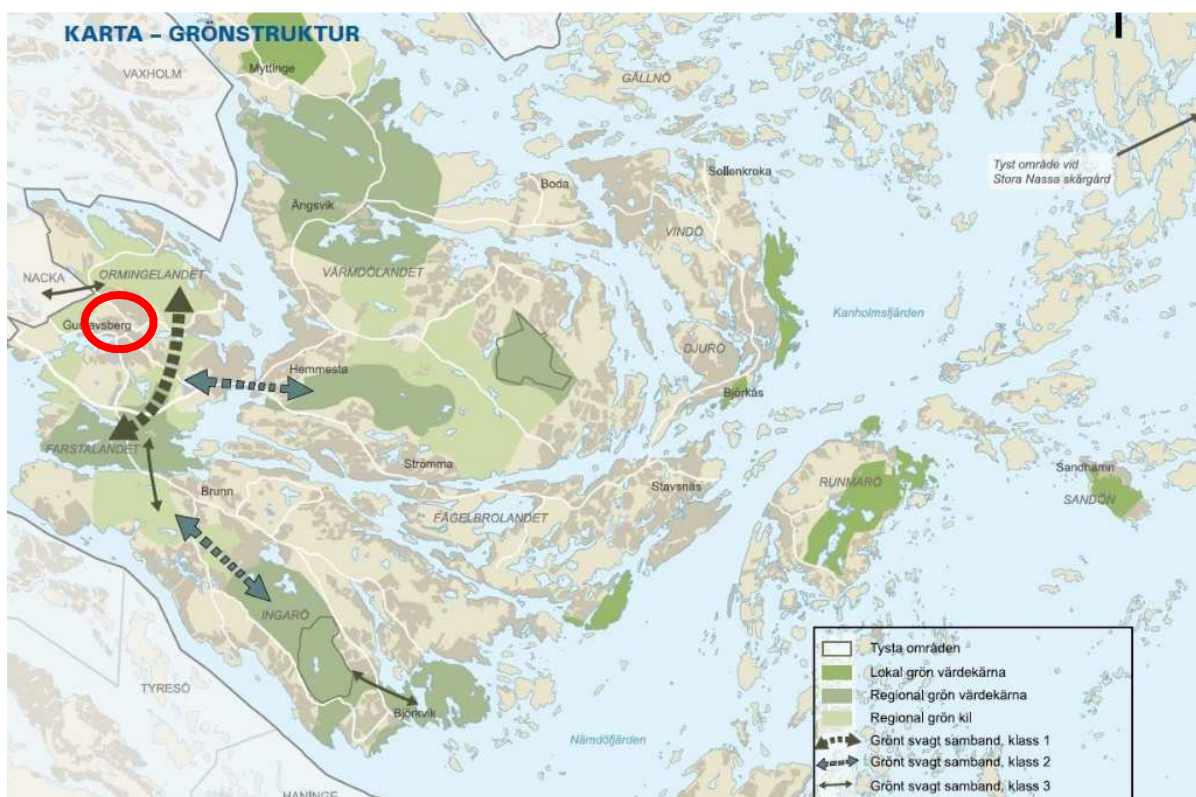 KARTA – GRÖNSTRUKTUR
Myttinge
VAXHOLM
GÄLLNÖ
Tyst område vid
Stora Nassa skärgård
Sollenkroka
Boda
Ängsvik
VINDÖ
ORMINGELANDET
VÄRMDÖLANDET
NACKA
Kanholmsfjärden
Gustavsberg
DJURÖ
Hemmesta
Björkås
FARSTALANDET
Strömma
Sandhamn
Stavsnäs
RUNMARÖ
Brunn
SANDÖN
FÅGELBROLANDET
INGARÖ
TYRESÖ
Björkvik
Nämdöfjärden
HANINGE
Tysta områden
Lokal grön värdekärna
Regional grön värdekärna
Regional grön kil
Grönt svagt samband, klass 1
Grönt svagt samband, klass 2
Grönt svagt samband, klass 3